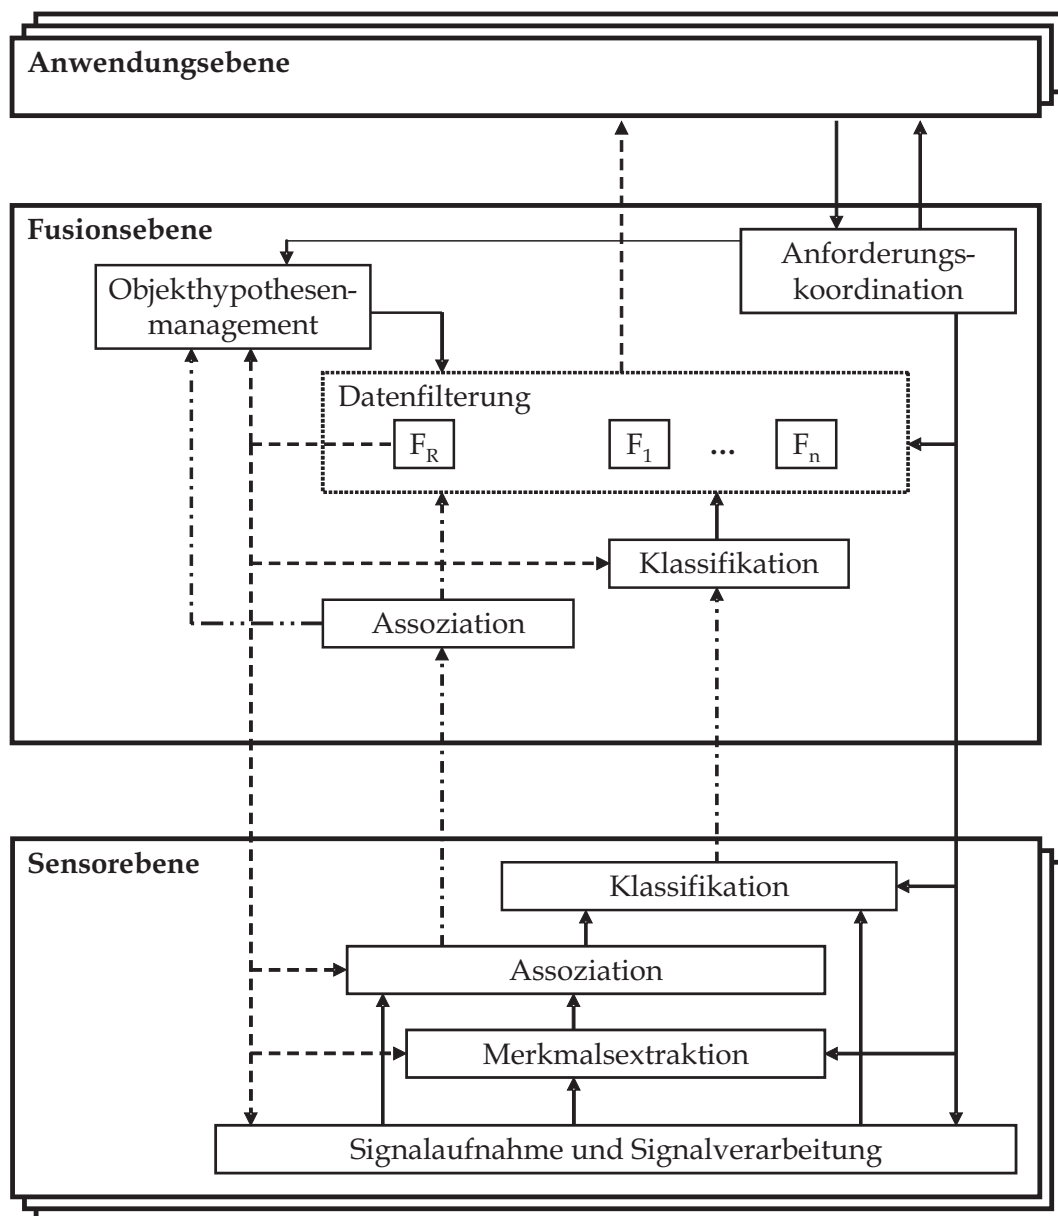 Anwendungsebene
Fusionsebene
Anforderungs-
koordination
Objekthypothesen-
management
Datenfilterung
F_R F_1 ... F_n
Klassifikation
Assoziation
Sensorebene
Klassifikation
Assoziation
Merkmalsextraktion
Signalaufnahme und Signalverarbeitung